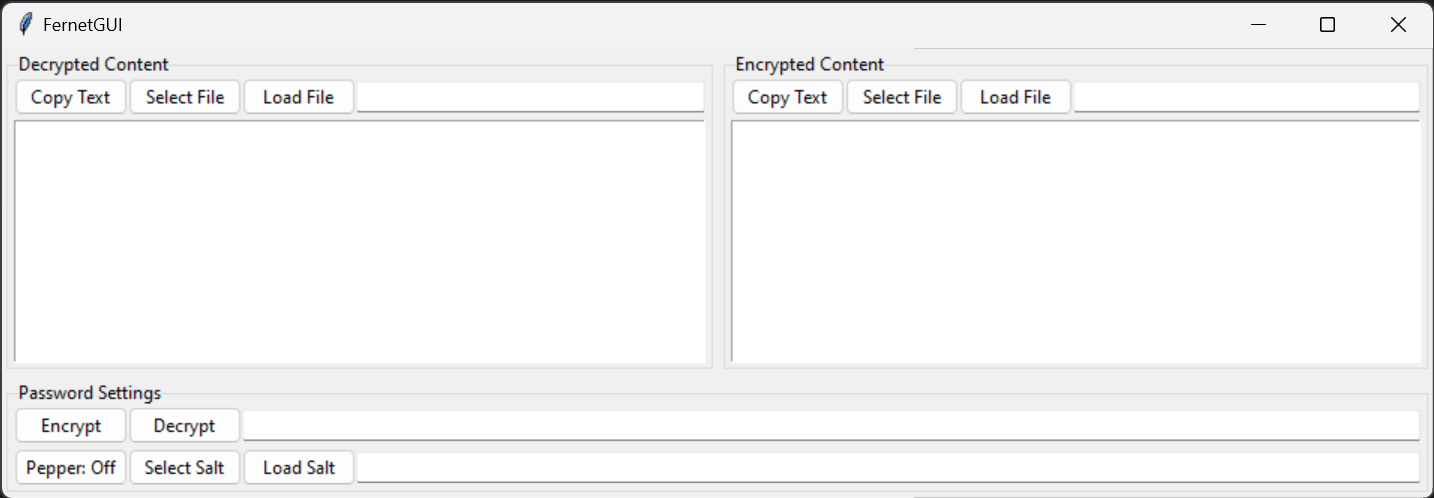 FernetGUI
Decrypted Content
Copy Text Select File Load File
Encrypted Content
Copy Text Select File Load File
Password Settings
Encrypt Decrypt
Pepper: Off Select Salt Load Salt